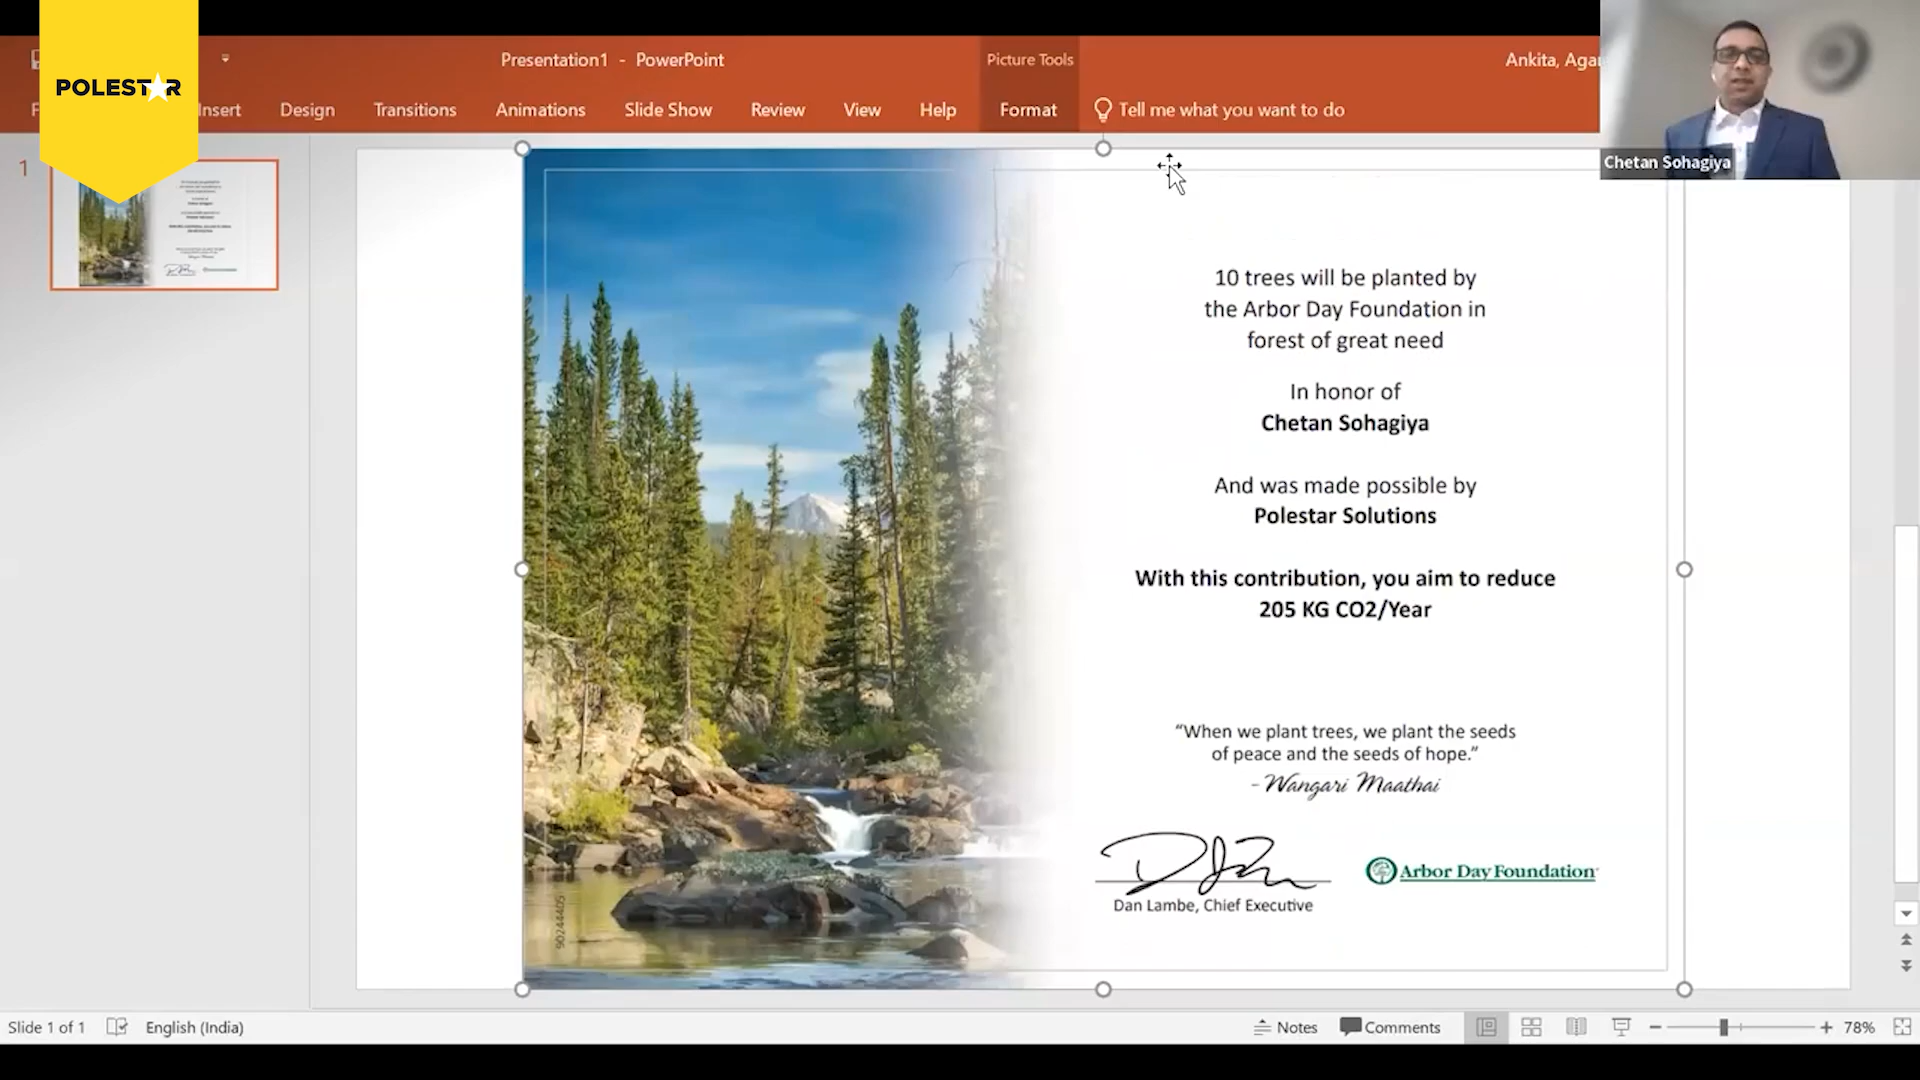 POLESTAR
Presentation1 - PowerPoint
Picture Tools
Ankita, Agar
Insert
Design
Transitions
Animations
Slide Show
Review
View
Help
Format
Tell me what you want to do
Chetan Sohagiya
1
10 trees will be planted by
the Arbor Day Foundation in
forest of great need
In honor of
Chetan Sohagiya
And was made possible by
Polestar Solutions
With this contribution, you aim to reduce
205 KG CO2/Year
“When we plant trees, we plant the seeds
of peace and the seeds of hope.”
- Wangari Maathai
Dan Lambe, Chief Executive
Arbor Day Foundation
90244405
Slide 1 of 1
English (India)
Notes
Comments
78%